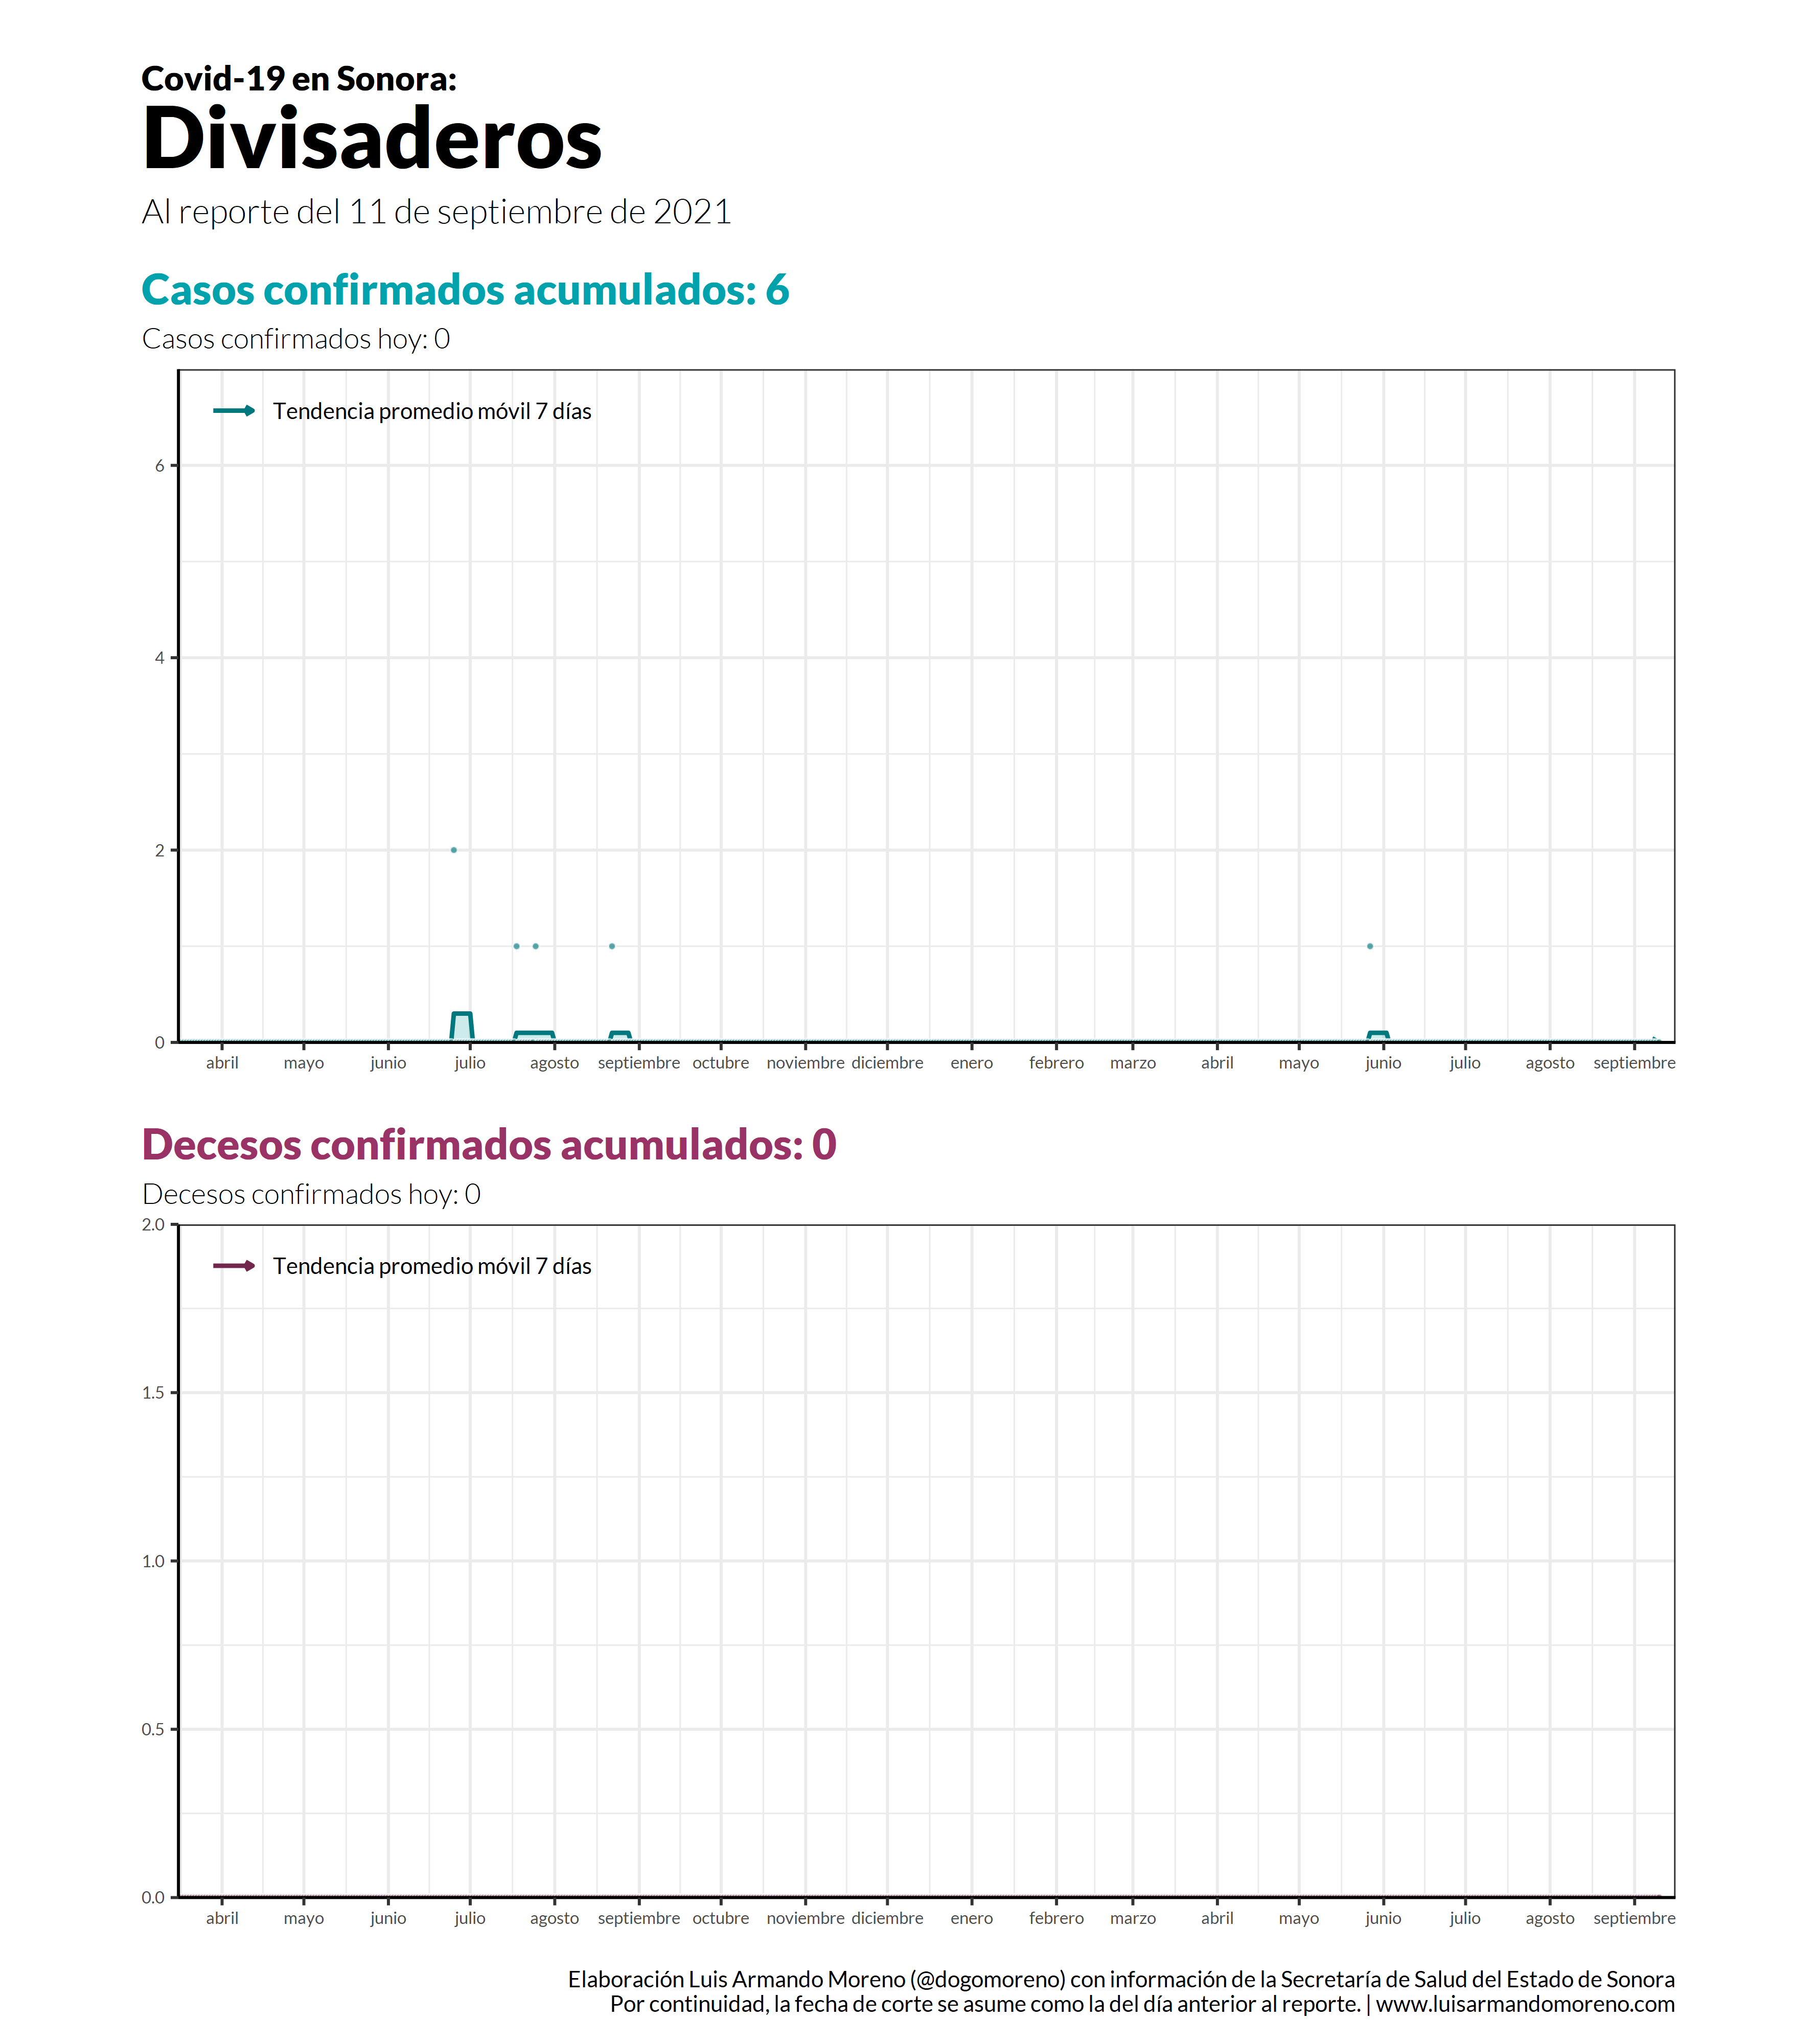 Covid-19 en Sonora:
Divisaderos
Al reporte del 11 de septiembre de 2021
Casos confirmados acumulados: 6
Casos confirmados hoy: 0
Tendencia promedio móvil 7 días
6
4
2
0
abril mayo junio julio agosto septiembre octubre noviembre diciembre enero febrero marzo abril mayo junio julio agosto septiembre
Decesos confirmados acumulados: 0
Decesos confirmados hoy: 0
2.0
Tendencia promedio móvil 7 días
1.5
1.0
0.5
0.0
abril mayo junio julio agosto septiembre octubre noviembre diciembre enero febrero marzo abril mayo junio julio agosto septiembre
Elaboración Luis Armando Moreno (@dogomoreno) con información de la Secretaría de Salud del Estado de Sonora
Por continuidad, la fecha de corte se asume como la del día anterior al reporte. | www.luisarmandomoreno.com